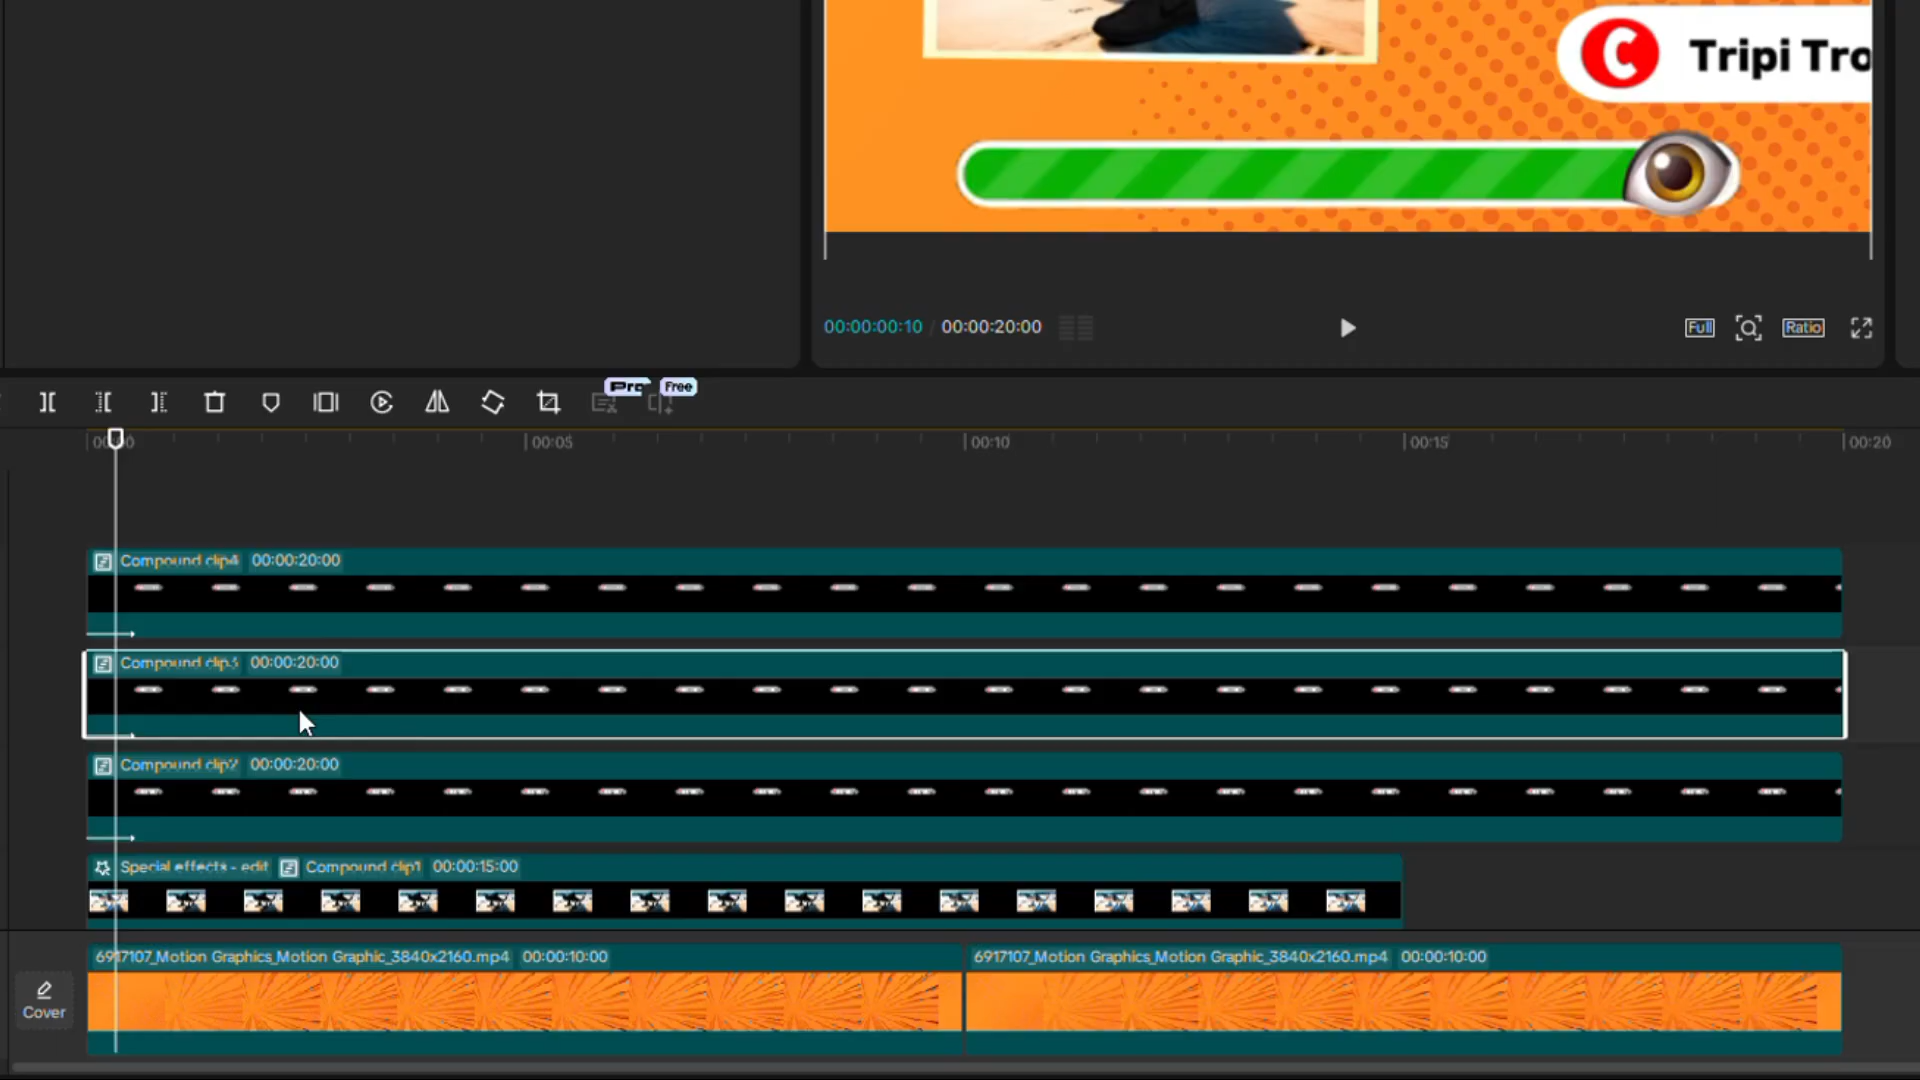 C Tripi Tro
00:00:00:10 / 00:00:20:00
Full
Ratio
Pro Free
00:00 00:05 00:10 00:15 00:20
Compound clip4 00:00:20:00
Compound clip3 00:00:20:00
Compound clip2 00:00:20:00
Special effects - edit Compound clip1 00:00:15:00
6917107_Motion Graphics_Motion Graphic_3840x2160.mp4 00:00:10:00
6917107_Motion Graphics_Motion Graphic_3840x2160.mp4 00:00:10:00
Cover